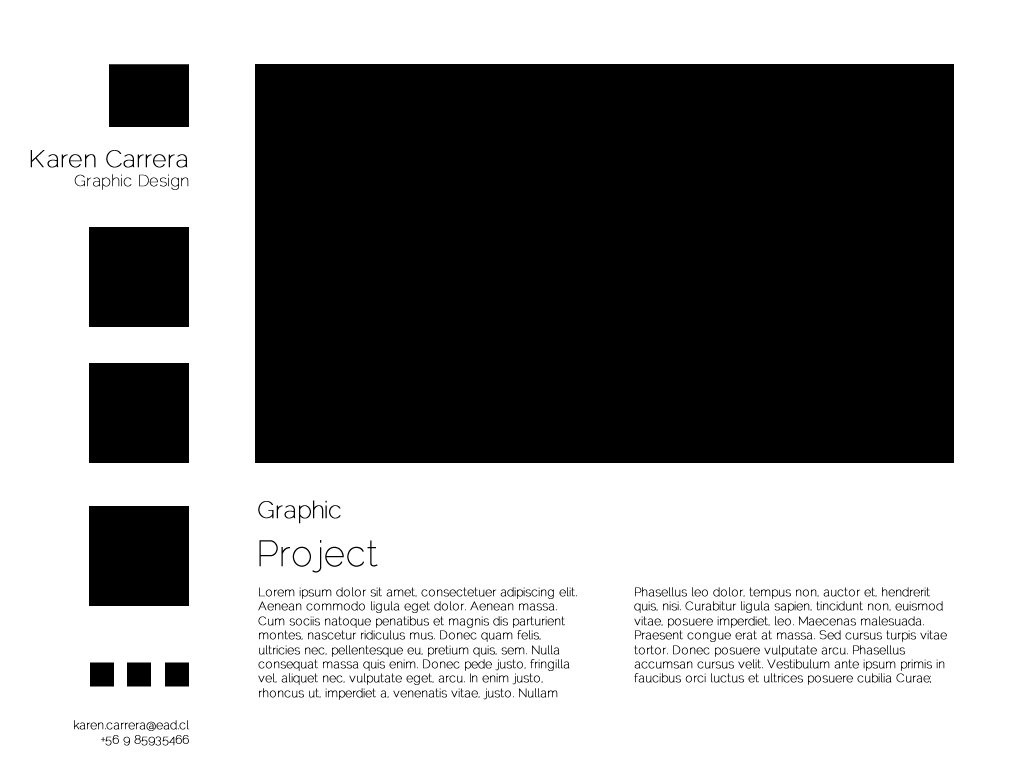 Karen Carrera
Graphic Design
karen.carrera@ead.cl
+56 9 85935466
Graphic
Project
Lorem ipsum dolor sit amet, consectetuer adipiscing elit.
Aenean commodo ligula eget dolor. Aenean massa.
Cum sociis natoque penatibus et magnis dis parturient
montes, nascetur ridiculus mus. Donec quam felis,
ultricies nec, pellentesque eu, pretium quis, sem. Nulla
consequat massa quis enim. Donec pede justo, fringilla
vel, aliquet nec, vulputate eget, arcu. In enim justo,
rhoncus ut, imperdiet a, venenatis vitae, justo. Nullam
Phasellus leo dolor, tempus non, auctor et, hendrerit
quis, nisi. Curabitur ligula sapien, tincidunt non, euismod
vitae, posuere imperdiet, leo. Maecenas malesuada.
Praesent congue erat at massa. Sed cursus turpis vitae
tortor. Donec posuere vulputate arcu. Phasellus
accumsan cursus velit. Vestibulum ante ipsum primis in
faucibus orci luctus et ultrices posuere cubilia Curae;